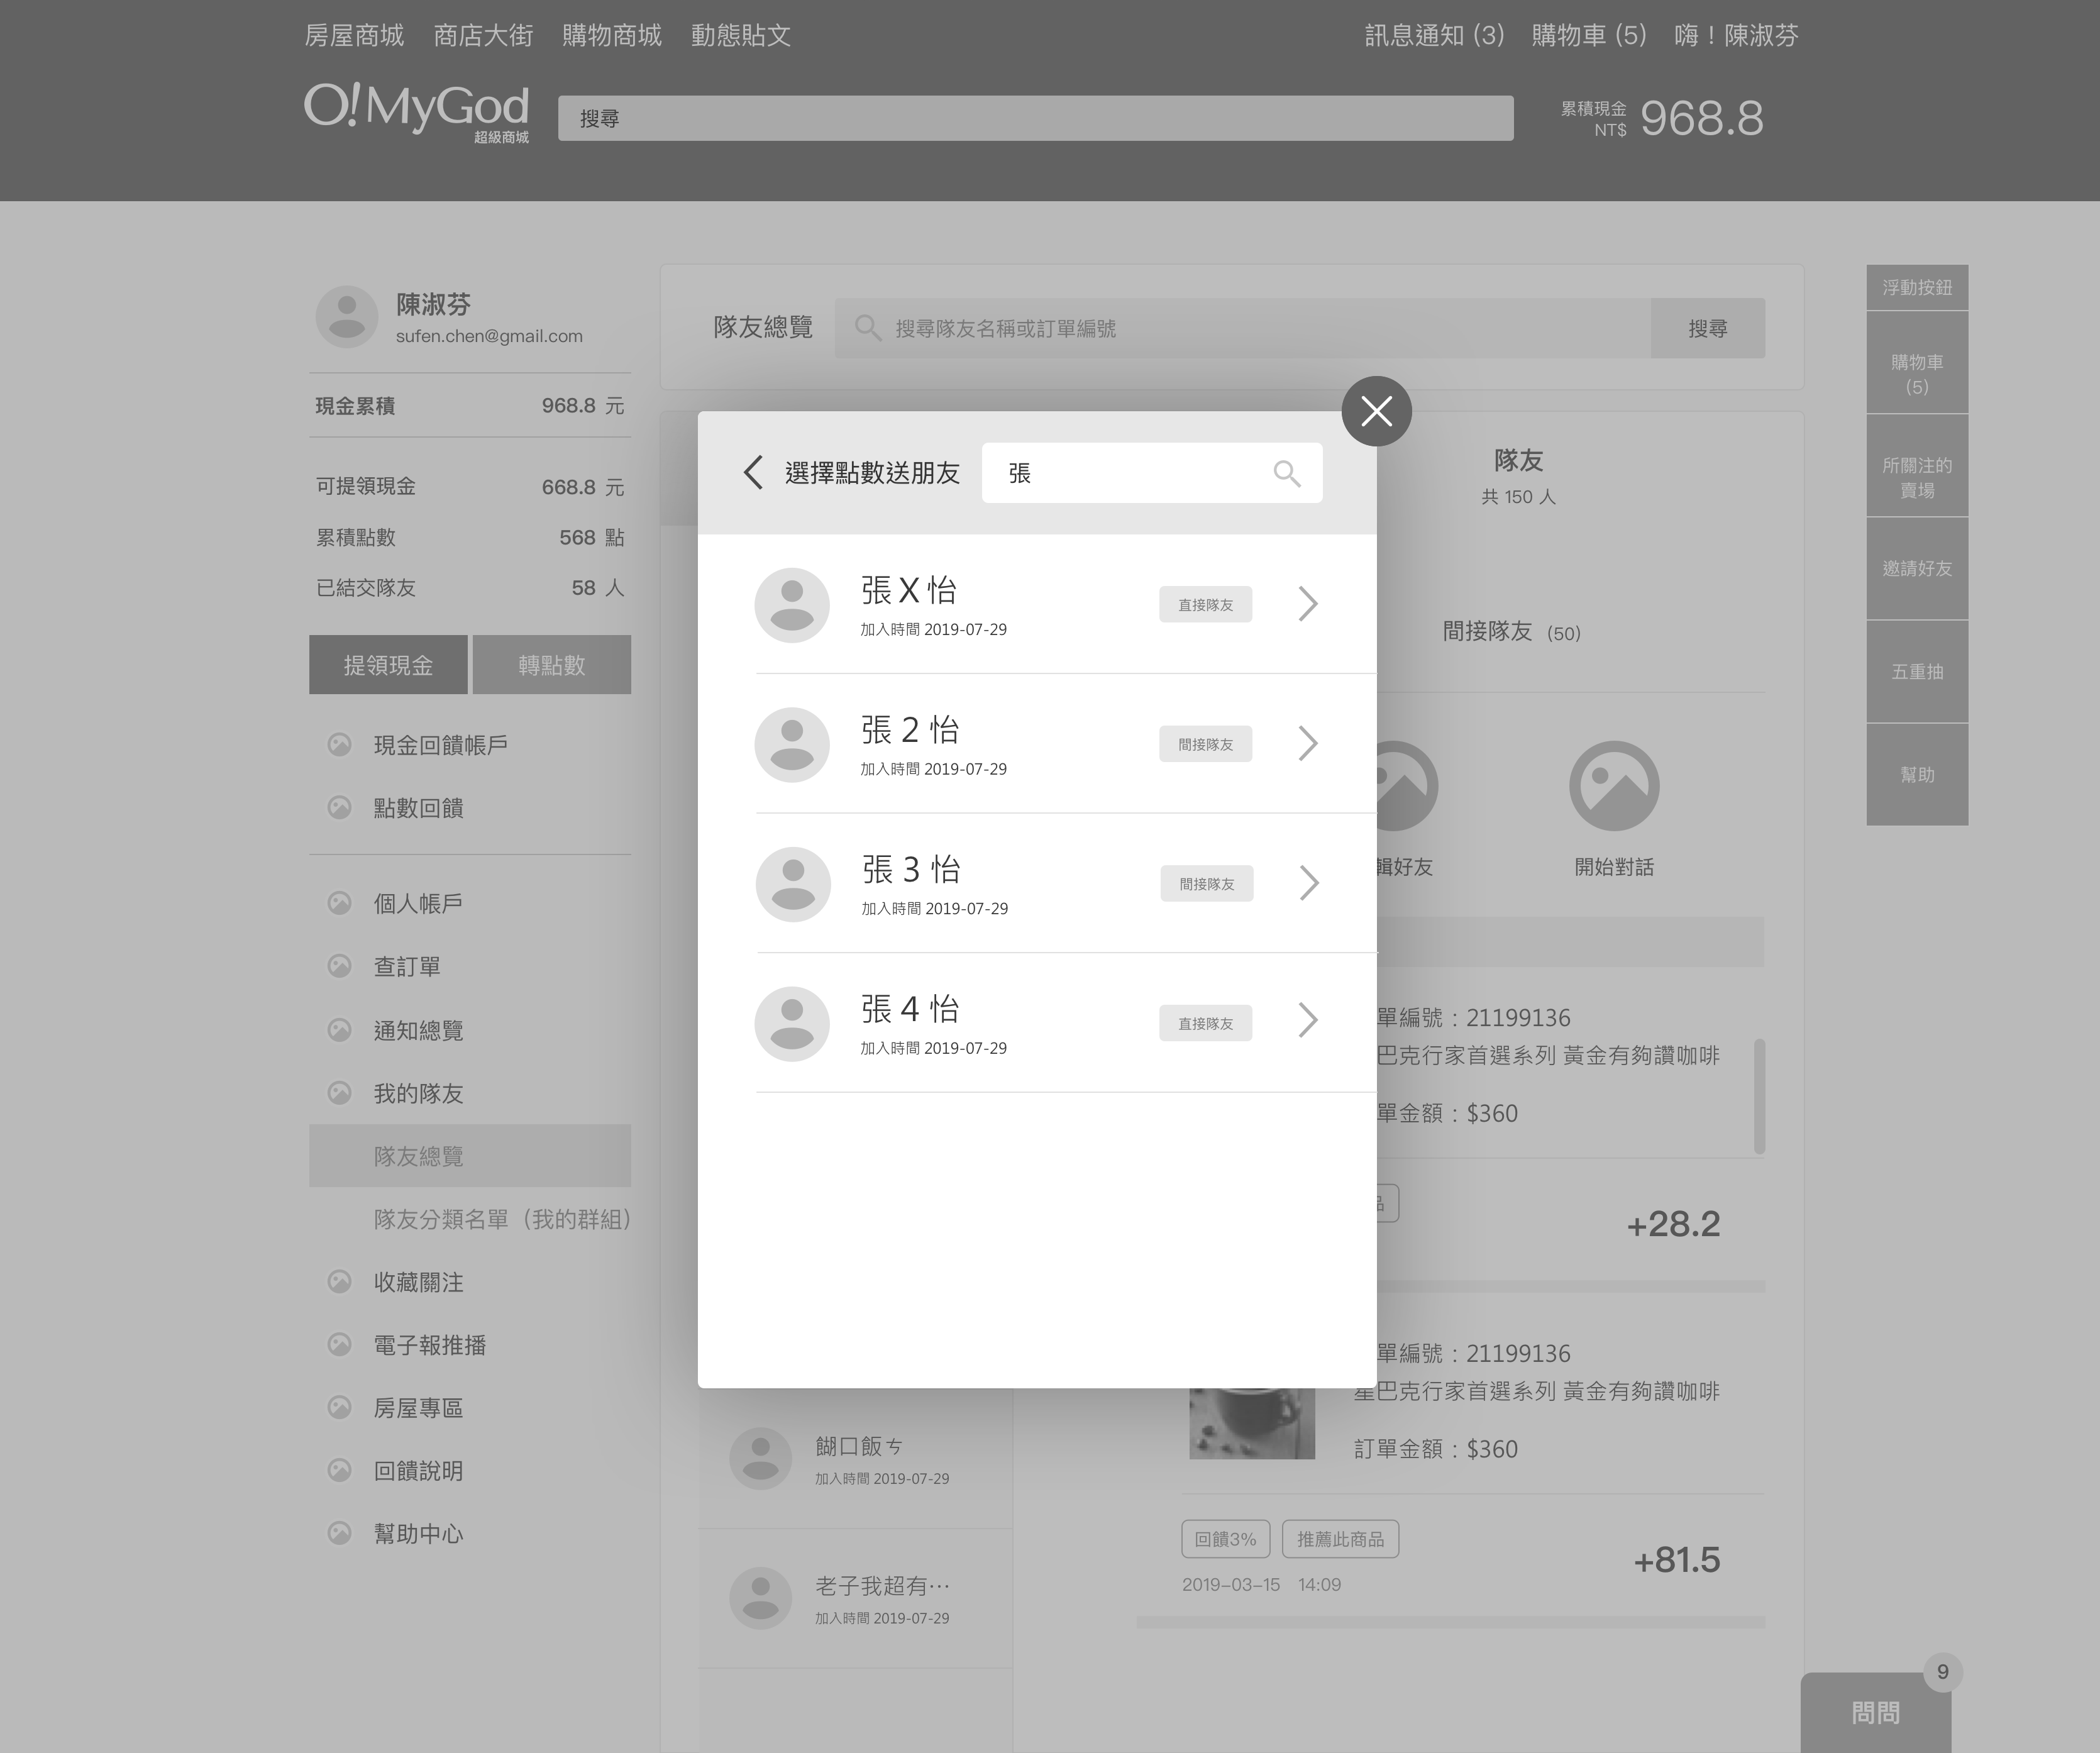 房屋商城 商店大街 購物商城 動態貼文 訊息通知 (3) 購物車 (5) 嗨！陳淑芬
O!MyGod
超級商城
搜尋
累積現金
NT$ 968.8
陳淑芬
sufen.chen@gmail.com
現金累積 968.8 元
可提領現金 668.8 元
累積點數 568 點
已結交隊友 58 人
提領現金 轉點數
現金回饋帳戶
點數回饋
個人帳戶
查訂單
通知總覽
我的隊友
隊友總覽
隊友分類名單（我的群組）
收藏關注
電子報推播
房屋專區
回饋說明
幫助中心
隊友總覽 搜尋隊友名稱或訂單編號 搜尋
選擇點數送朋友 張
張 X 怡
加入時間 2019-07-29
直接隊友
張 2 怡
加入時間 2019-07-29
間接隊友
張 3 怡
加入時間 2019-07-29
間接隊友
張 4 怡
加入時間 2019-07-29
直接隊友
餬口飯ㄘ
加入時間 2019-07-29
老子我超有⋯
加入時間 2019-07-29
隊友
共 150 人
間接隊友 (50)
輯好友 開始對話
單編號：21199136
巴克行家首選系列 黃金有夠讚咖啡
單金額：$360
品
+28.2
單編號：21199136
星巴克行家首選系列 黃金有夠讚咖啡
訂單金額：$360
回饋3% 推薦此商品
+81.5
2019-03-15 14:09
浮動按鈕
購物車
(5)
所關注的
賣場
邀請好友
五重抽
幫助
9
問問